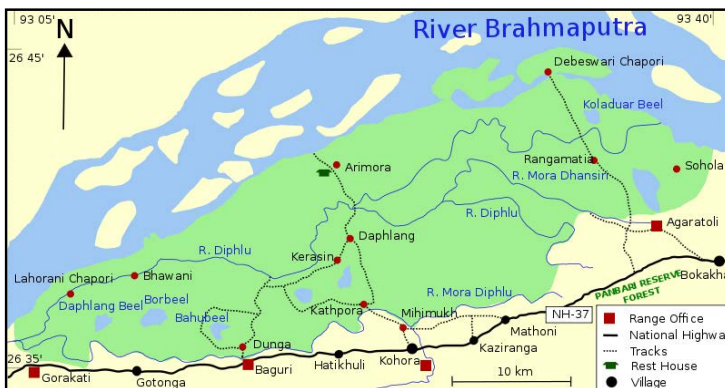 93 05'
River Brahmaputra
93 40'
26 45'
N
Debeswari Chapori
Koladuar Beel
Arimora
Rangamatia
Sohola
R. Mora Dhansiri
R. Diphlu
Agaratoli
Daphlang
R. Diphlu
Kerasin
Lahorani Chapori
Bhawani
Bokakha
Daphlang Beel
Borbeel
R. Mora Diphlu
PANBARI RESERVE
FOREST
Bahubeel
Kathpora
Mihimukh
NH-37
Mathoni
Dunga
Kaziranga
26 35'
Gorakati
Gotonga
Baguri
Hatikhuli
Kohora
10 km
Range Office
National Highwa
Tracks
Rest House
Village